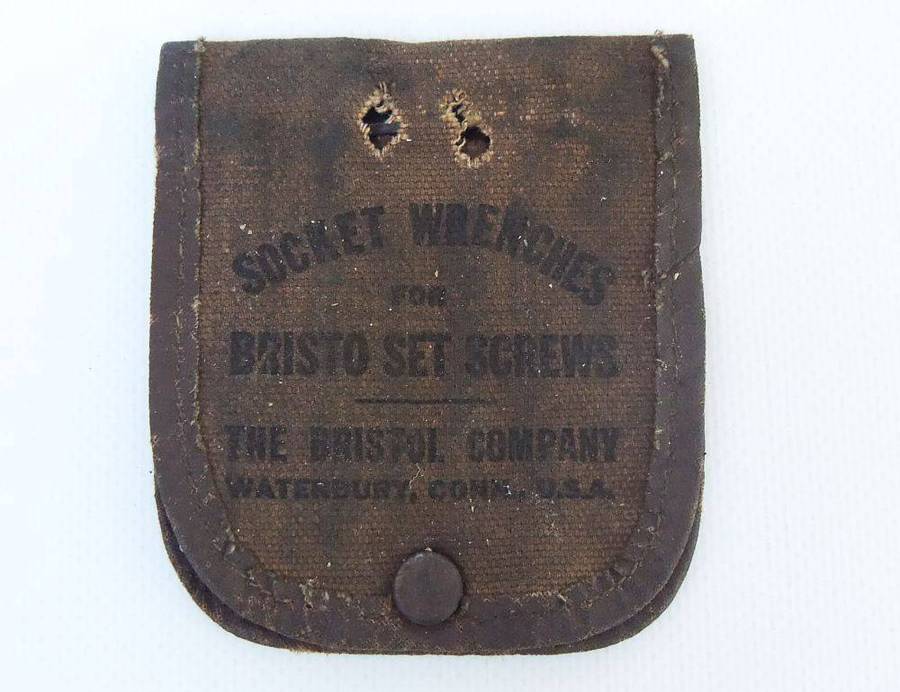 SOCKET WRENCHES
FOR
BRISTO SET SCREWS
THE BRISTOL COMPANY
WATERBURY, CONN., U.S.A.